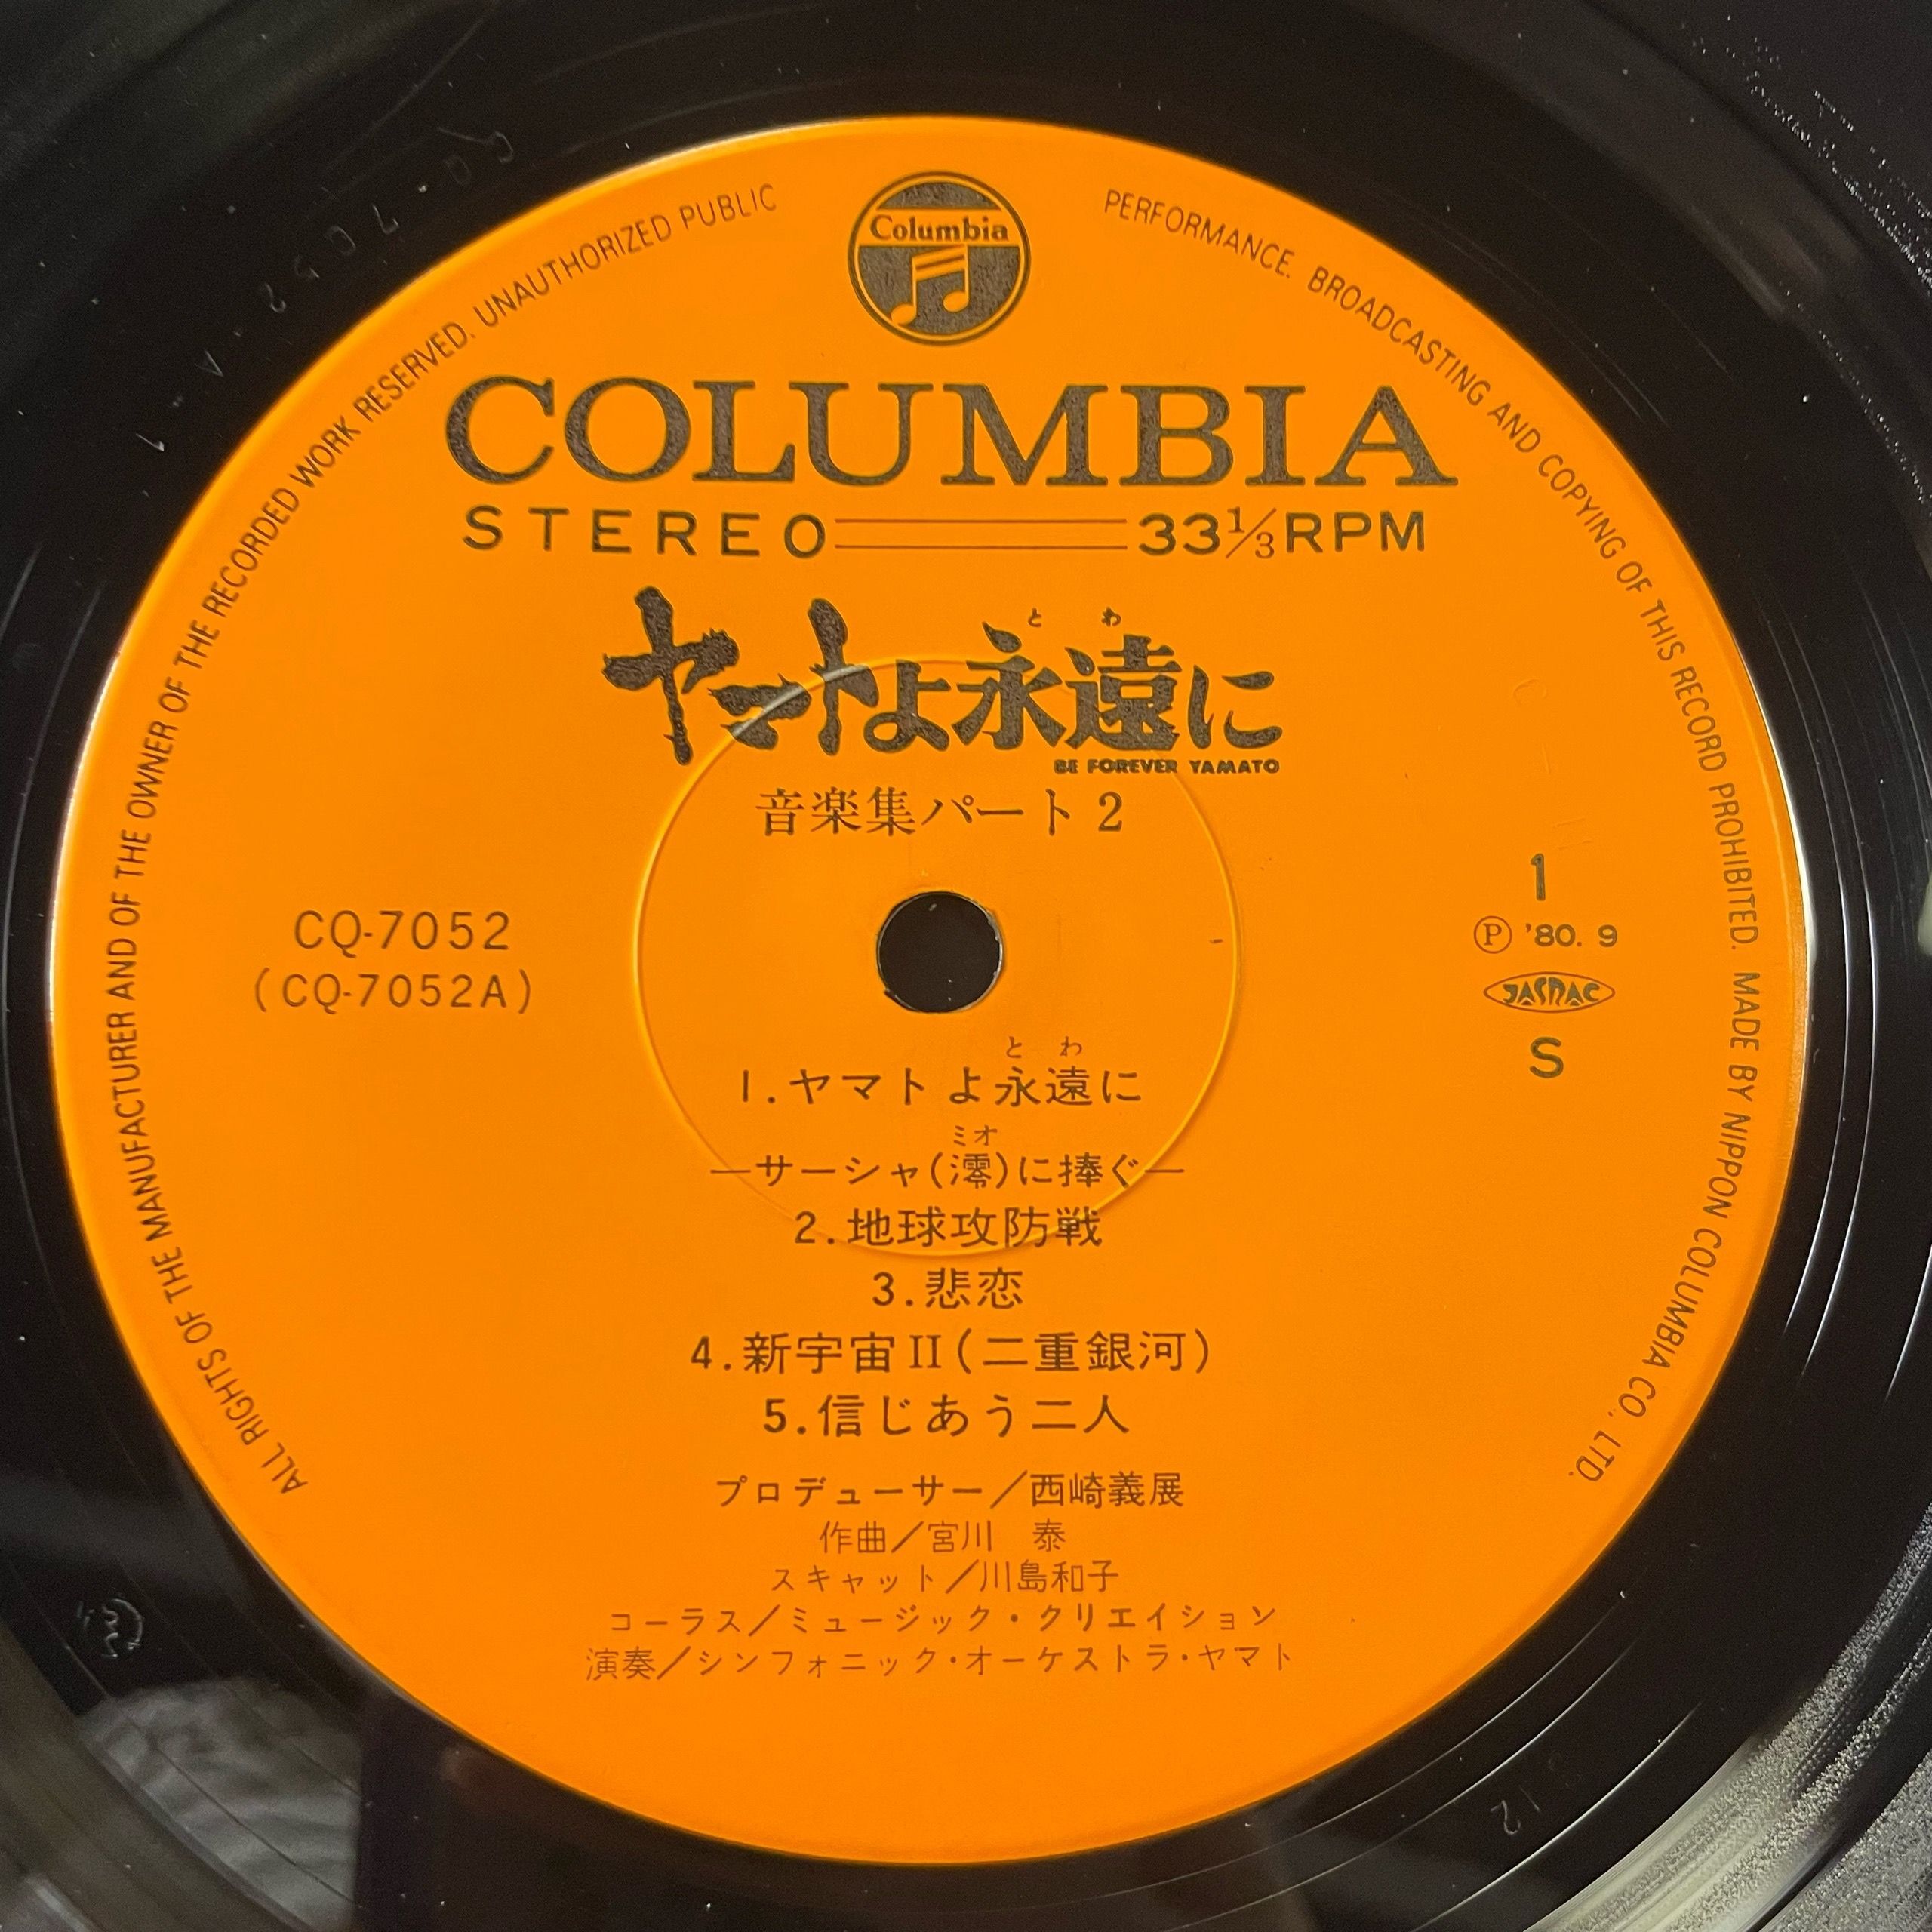 ALL RIGHTS OF THE MANUFACTURER AND OF THE OWNER OF THE RECORDED WORK RESERVED. UNAUTHORIZED PUBLIC PERFORMANCE. BROADCASTING AND COPYING OF THIS RECORD PROHIBITED. MADE BY NIPPON COLUMBIA CO., LTD.
Columbia
COLUMBIA
STEREO 33⅓RPM
とわ
ヤマトよ永遠に
BE FOREVER YAMATO
音楽集パート2
CQ-7052
(CQ-7052A)
1
Ⓟ '80. 9
JASRAC
S
とわ
1.ヤマトよ永遠に
ミオ
—サーシャ(澪)に捧ぐ—
2.地球攻防戦
3.悲恋
4.新宇宙II(二重銀河)
5.信じあう二人
プロデューサー／西崎義展
作曲／宮川 泰
スキャット／川島和子
コーラス／ミュージック・クリエイション
演奏／シンフォニック・オーケストラ・ヤマト